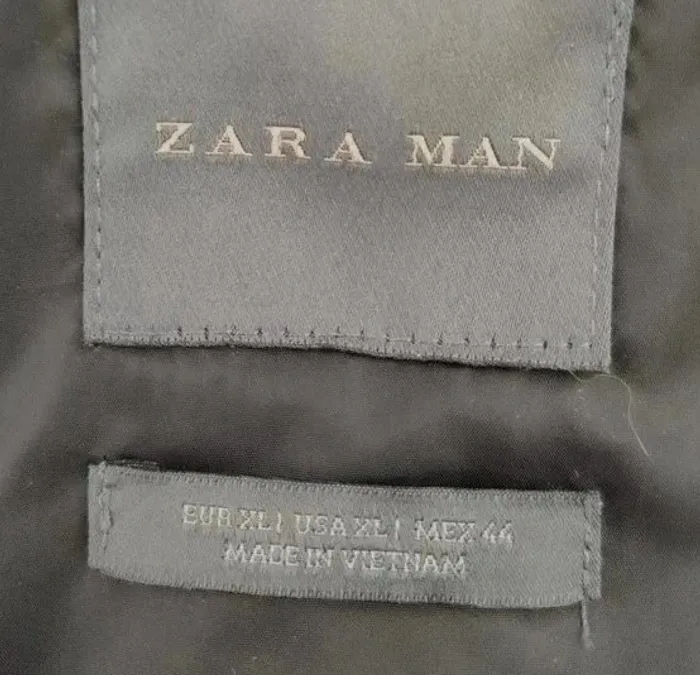 ZARA MAN
EUR XL | USA XL | MEX 44
MADE IN VIETNAM